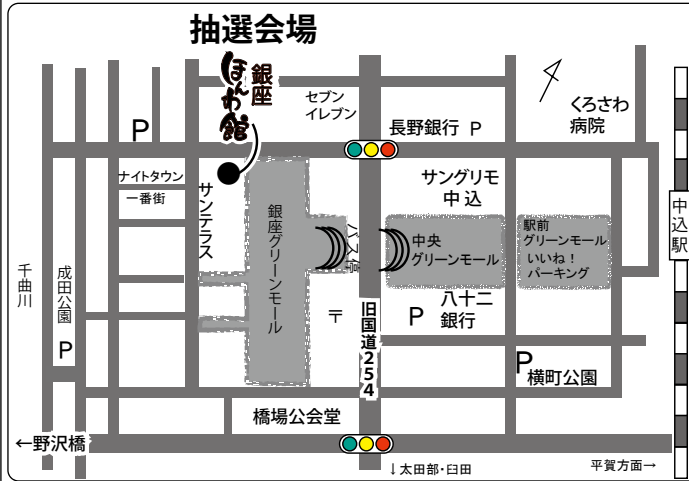 抽選会場
銀座
ほんわ館
セブン
イレブン
長野銀行 P
くろさわ
病院
P
ナイトタウン
一番街
サンテラス
サングリモ
中込
中込駅
銀座グリーンモール
バス停
中央
グリーンモール
駅前
グリーンモール
いいね！
パーキング
千曲川
成田公園
P
〒
旧国道254
P
八十二
銀行
P
横町公園
橋場公会堂
←野沢橋
↓太田部・臼田
平賀方面→